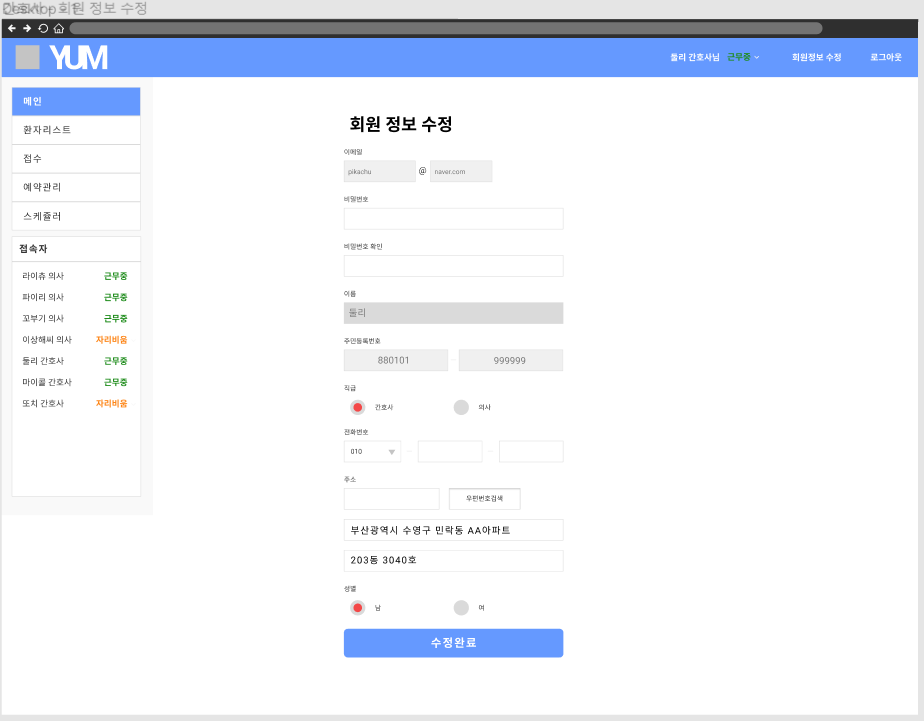 간호사 - 회원 정보 수정
YUM
둘리 간호사님 근무중 회원정보 수정 로그아웃
메인
환자리스트
접수
예약관리
스케쥴러
접속자
라이츄 의사 근무중
파이리 의사 근무중
꼬부기 의사 근무중
이상해씨 의사 자리비움
둘리 간호사 근무중
마이콜 간호사 근무중
또치 간호사 자리비움
회원 정보 수정
이메일
pikachu @ naver.com
비밀번호
비밀번호 확인
이름
둘리
주민등록번호
880101 - 999999
직급
간호사 의사
전화번호
010 - -
주소
우편번호검색
부산광역시 수영구 민락동 AA아파트
203동 3040호
성별
남 여
수정완료